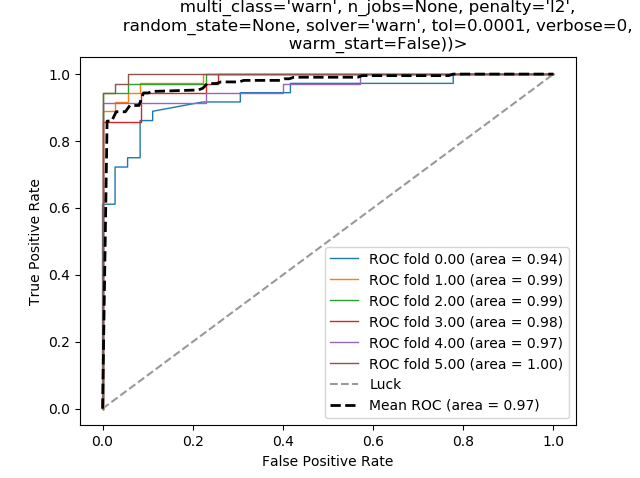 multi_class='warn', n_jobs=None, penalty='l2',
random_state=None, solver='warn', tol=0.0001, verbose=0,
warm_start=False))>
1.0
0.8
0.6
0.4
0.2
0.0
True Positive Rate
ROC fold 0.00 (area = 0.94)
ROC fold 1.00 (area = 0.99)
ROC fold 2.00 (area = 0.99)
ROC fold 3.00 (area = 0.98)
ROC fold 4.00 (area = 0.97)
ROC fold 5.00 (area = 1.00)
Luck
Mean ROC (area = 0.97)
0.0 0.2 0.4 0.6 0.8 1.0
False Positive Rate